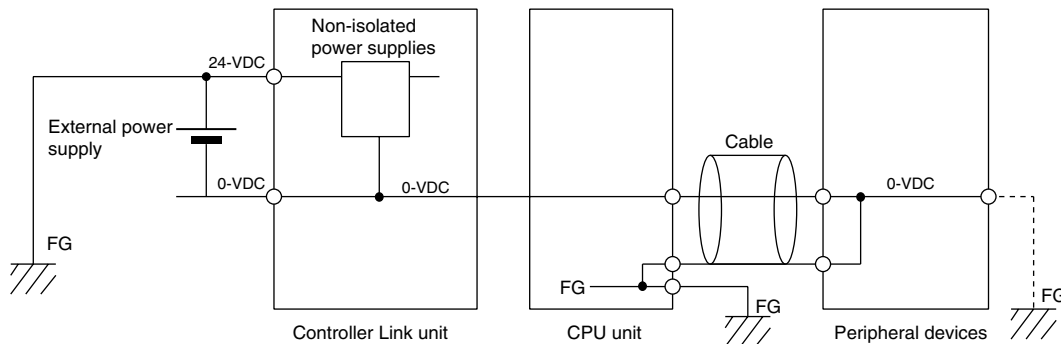 Non-isolated
power supplies
24-VDC
External power
supply
Cable
0-VDC
0-VDC
0-VDC
FG
FG
FG
FG
Controller Link unit
CPU unit
Peripheral devices